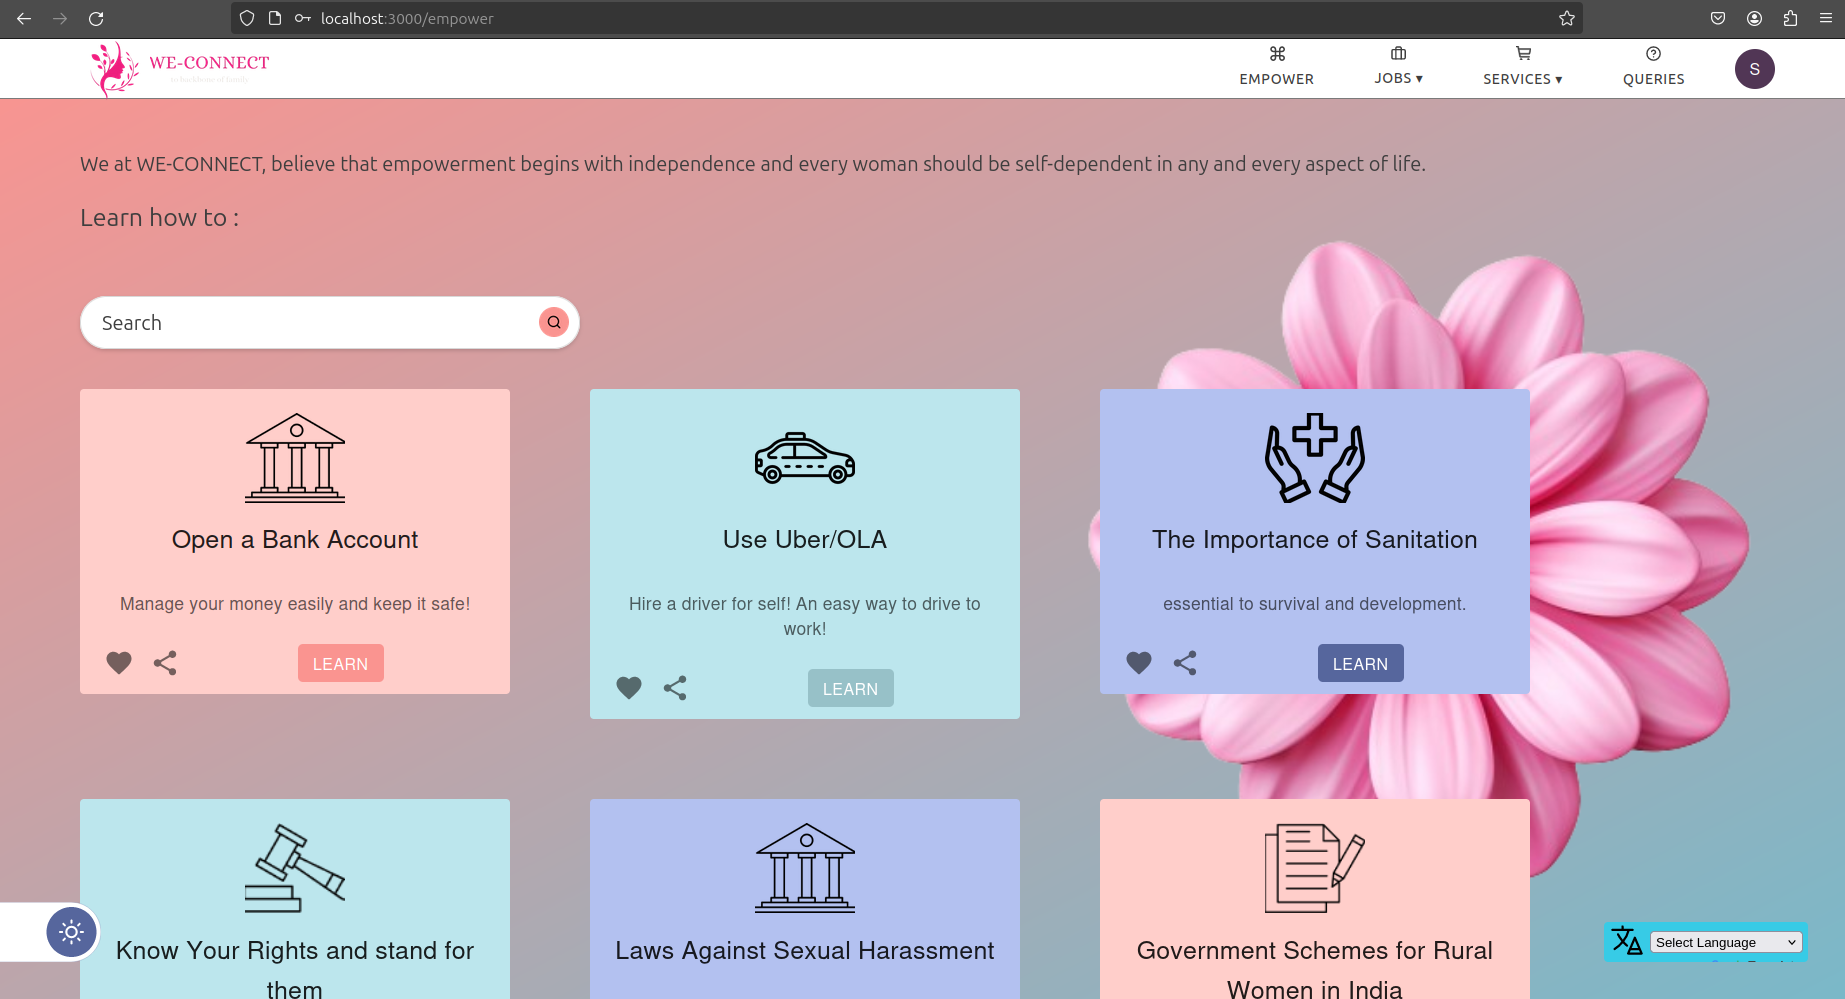 localhost:3000/empower
WE-CONNECT
EMPOWER
JOBS ▾
SERVICES ▾
QUERIES
S
We at WE-CONNECT, believe that empowerment begins with independence and every woman should be self-dependent in any and every aspect of life.
Learn how to :
Search
Open a Bank Account
Manage your money easily and keep it safe!
LEARN
Use Uber/OLA
Hire a driver for self! An easy way to drive to
work!
LEARN
The Importance of Sanitation
essential to survival and development.
LEARN
Know Your Rights and stand for
them
Laws Against Sexual Harassment
Government Schemes for Rural
Women in India
Select Language